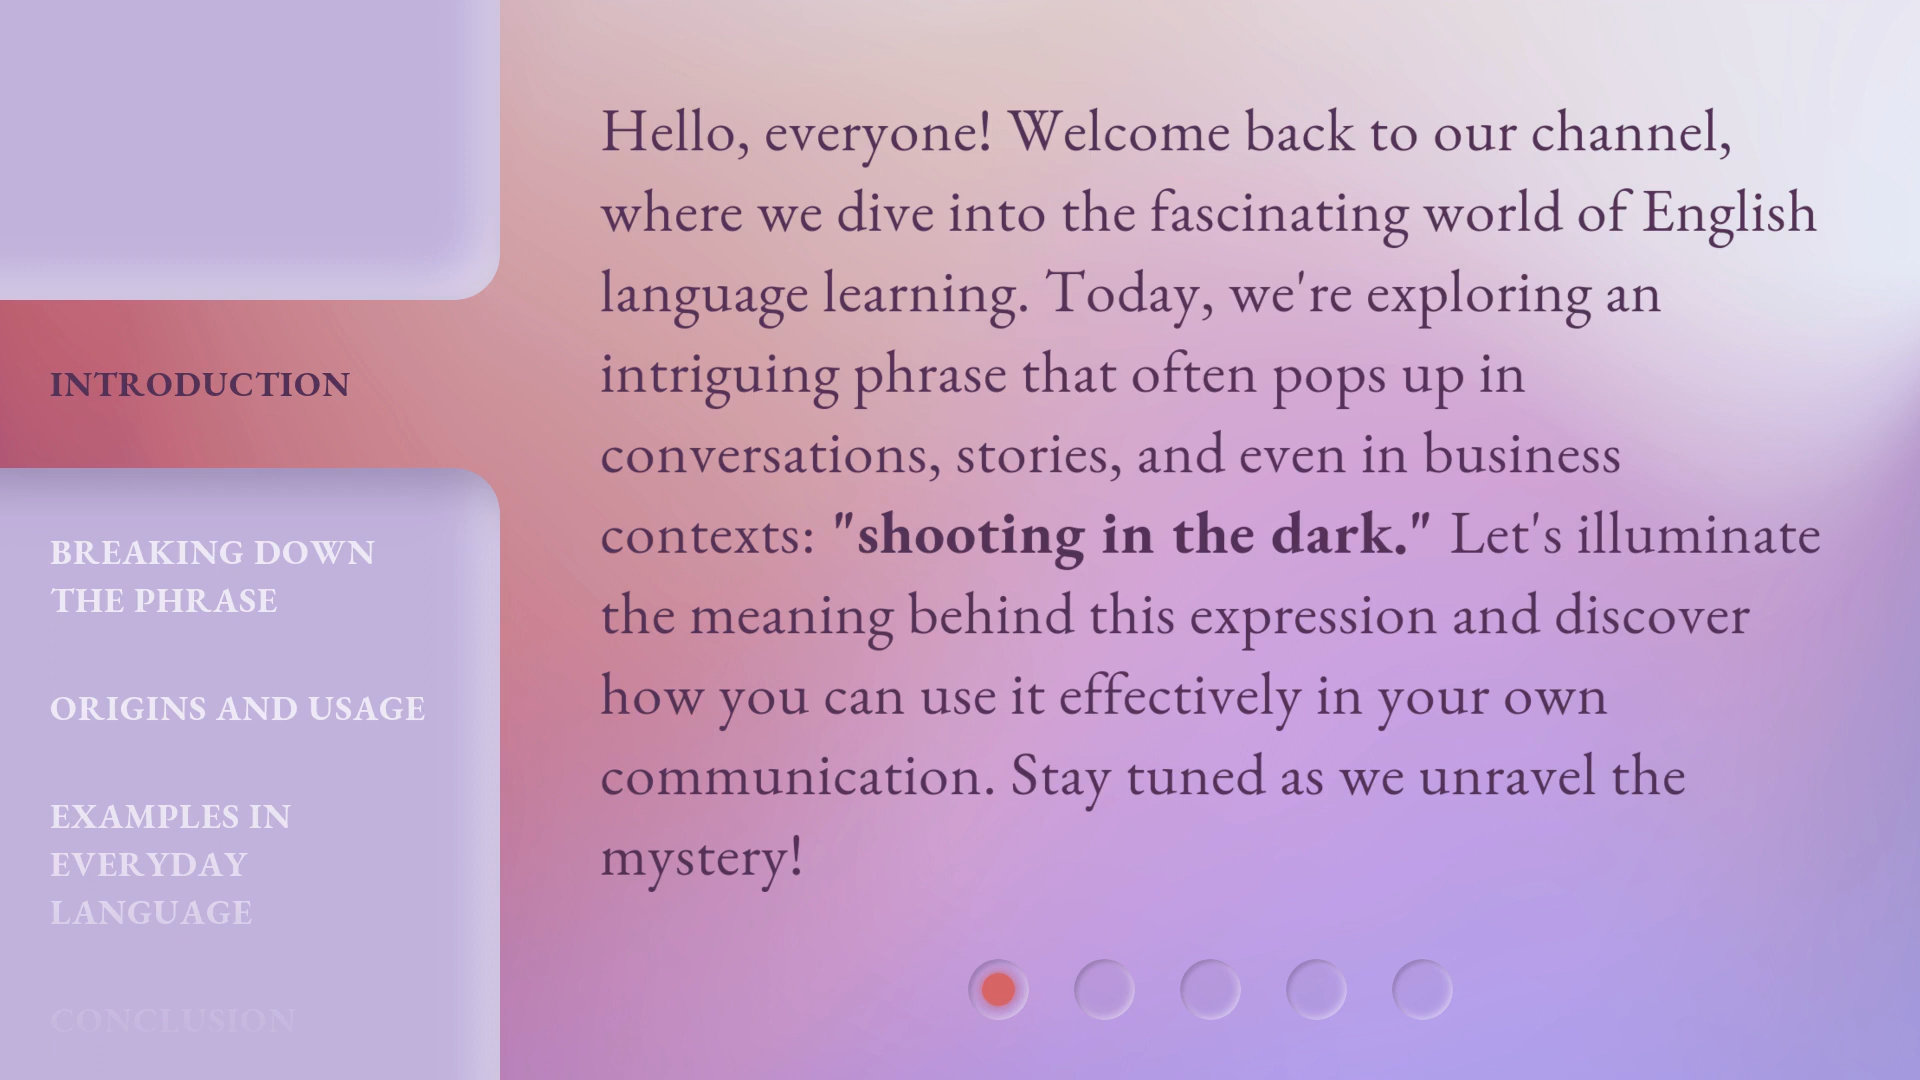 INTRODUCTION
BREAKING DOWN
THE PHRASE
ORIGINS AND USAGE
EXAMPLES IN
EVERYDAY
LANGUAGE
CONCLUSION
Hello, everyone! Welcome back to our channel,
where we dive into the fascinating world of English
language learning. Today, we're exploring an
intriguing phrase that often pops up in
conversations, stories, and even in business
contexts: "shooting in the dark." Let's illuminate
the meaning behind this expression and discover
how you can use it effectively in your own
communication. Stay tuned as we unravel the
mystery!